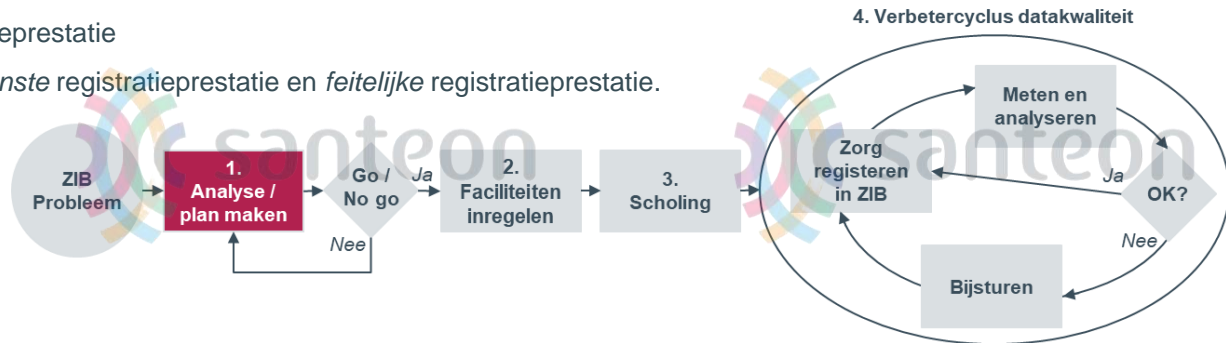 eprestatie
nste registratieprestatie en feitelijke registratieprestatie.
4. Verbetercyclus datakwaliteit
santeon
santeon
ZIB
Probleem
1.
Analyse /
plan maken
Go /
No go
Ja
Nee
2.
Faciliteiten
inregelen
3.
Scholing
Zorg
registeren
in ZIB
Meten en
analyseren
OK?
Ja
Nee
Bijsturen